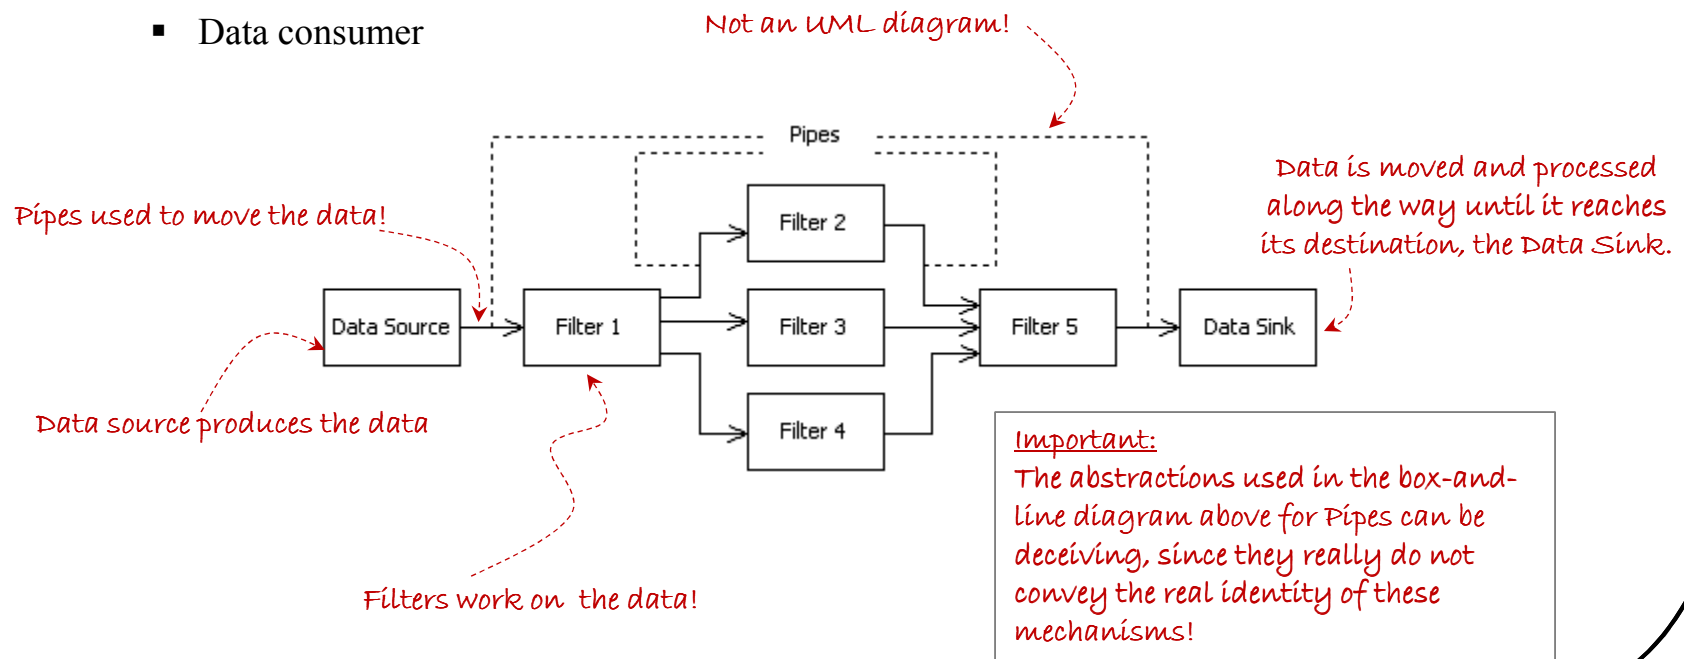 ▪ Data consumer
Not an UML diagram!
Pipes
Data is moved and processed
along the way until it reaches
its destination, the Data Sink.
Pipes used to move the data!
Filter 2
Data Source
Filter 1
Filter 3
Filter 5
Data Sink
Data source produces the data
Filter 4
Important:
The abstractions used in the box-and-
line diagram above for Pipes can be
deceiving, since they really do not
convey the real identity of these
mechanisms!
Filters work on the data!